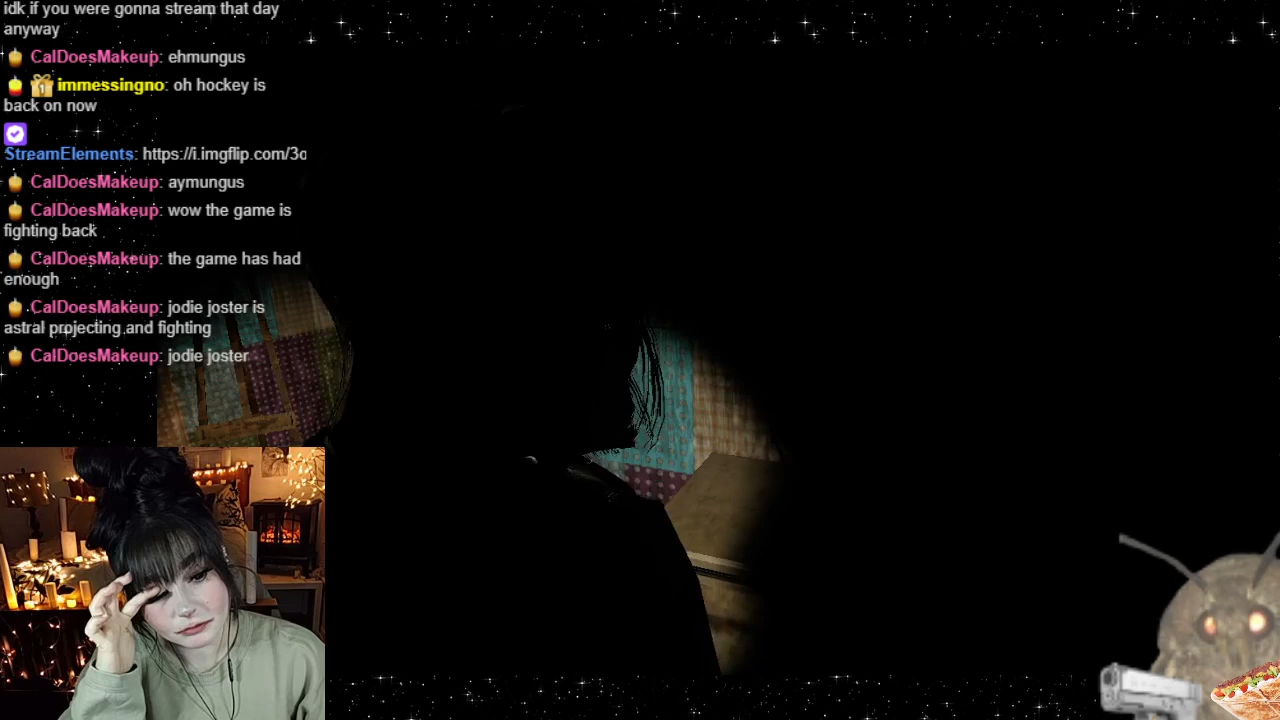 idk if you were gonna stream that day
anyway
CalDoesMakeup: ehmungus
immessingno: oh hockey is
back on now
StreamElements: https://i.imgflip.com/3
CalDoesMakeup: aymungus
CalDoesMakeup: wow the game is
fighting back
CalDoesMakeup: the game has had
enough
CalDoesMakeup: jodie joster is
astral projecting and fighting
CalDoesMakeup: jodie joster